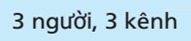 3 người, 3 kênh